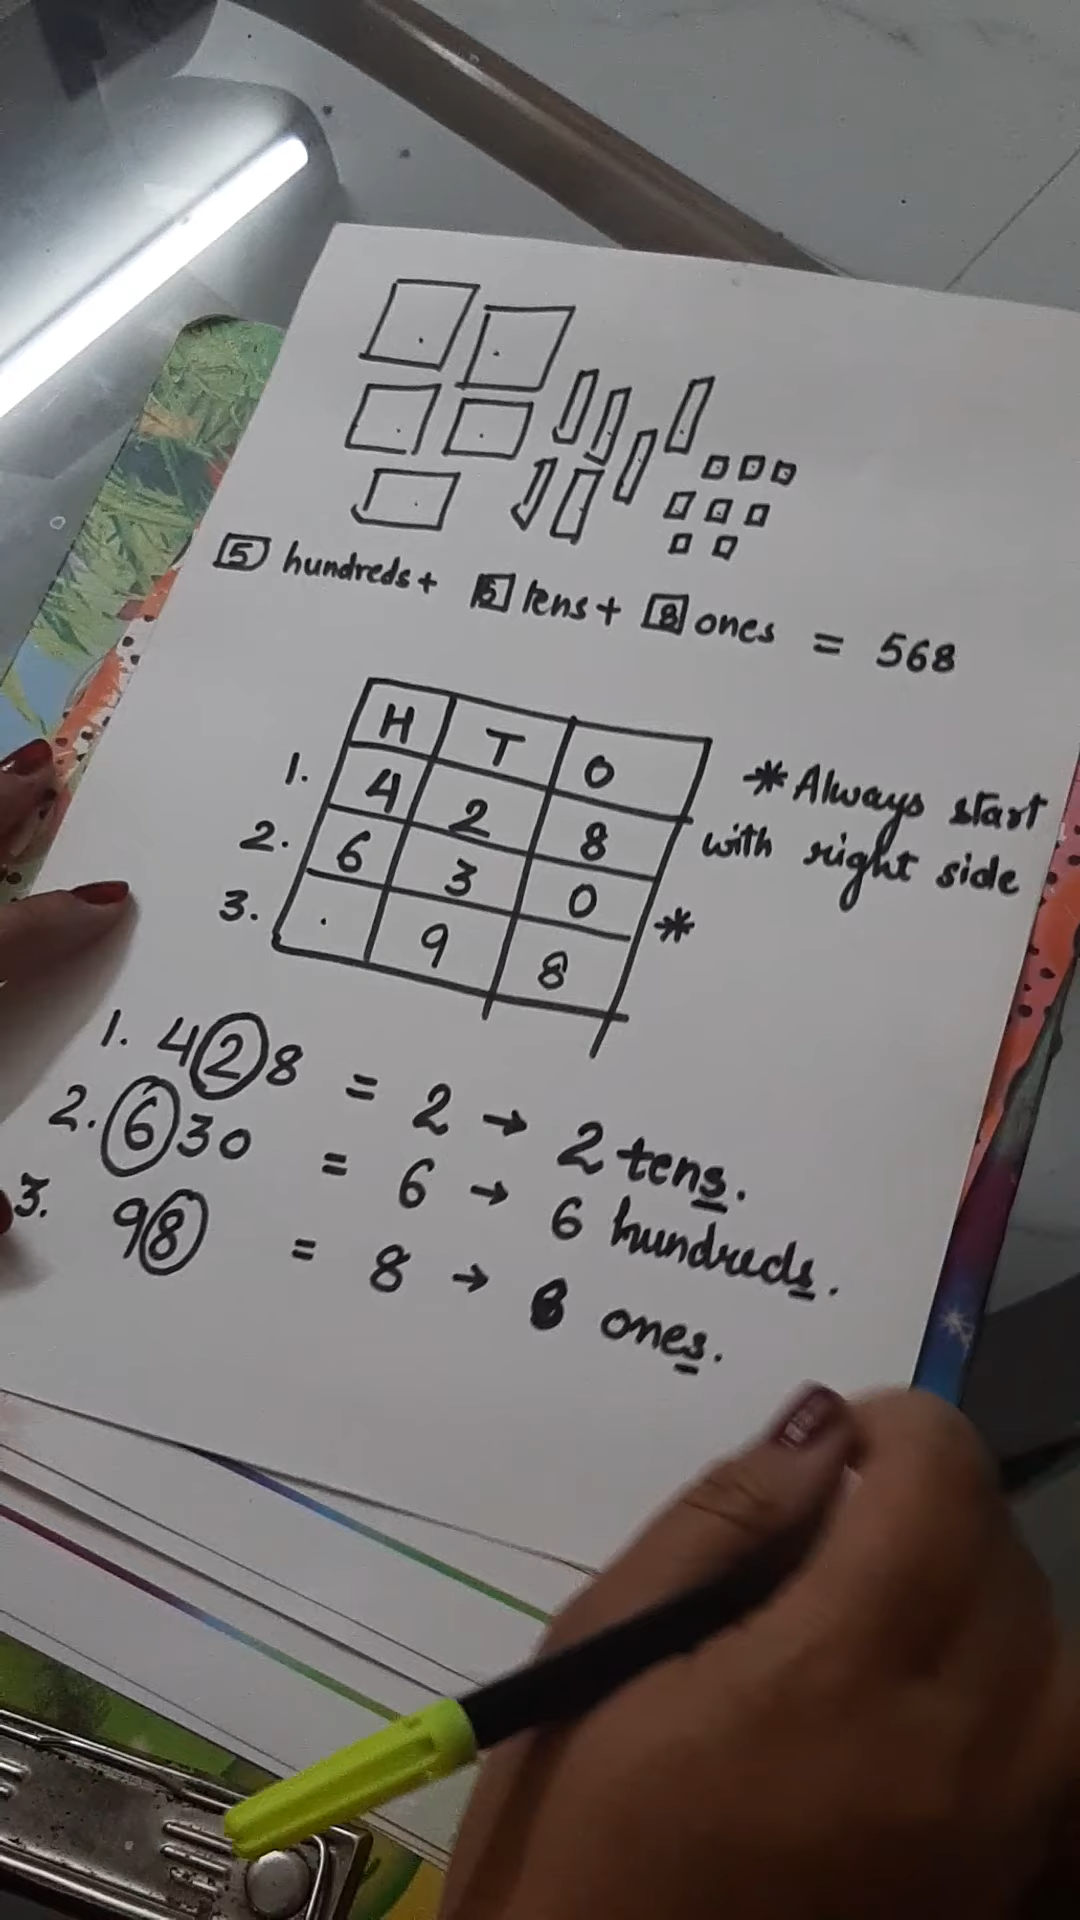 5 hundreds + 5 tens + 8 ones = 568
H T O
1. 4 2 8
2. 6 3 0
3. . 9 8
* Always start
with right side
*
1. 428 = 2 → 2 tens.
2. 630 = 6 → 6 hundreds.
3. 98 = 8 → 8 ones.